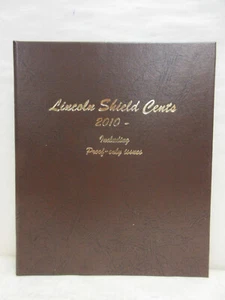 Lincoln Shield Cents
2010 -
Including
Proof-only issues